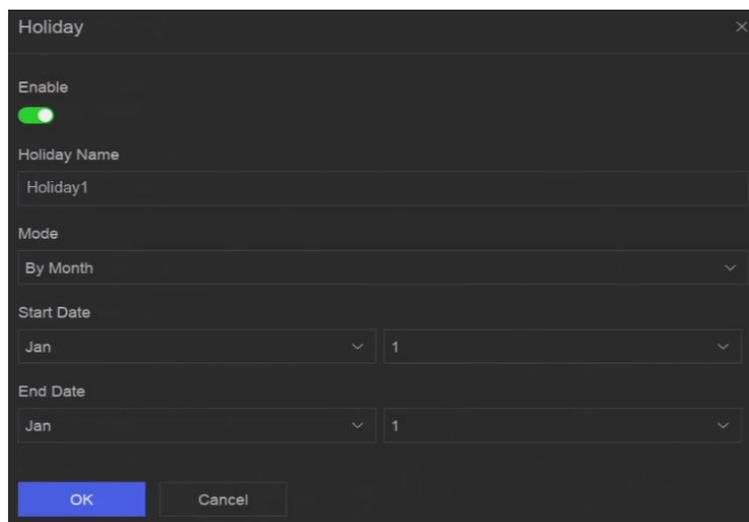 Holiday
Enable
Holiday Name
Holiday1
Mode
By Month
Start Date
Jan 1
End Date
Jan 1
OK Cancel